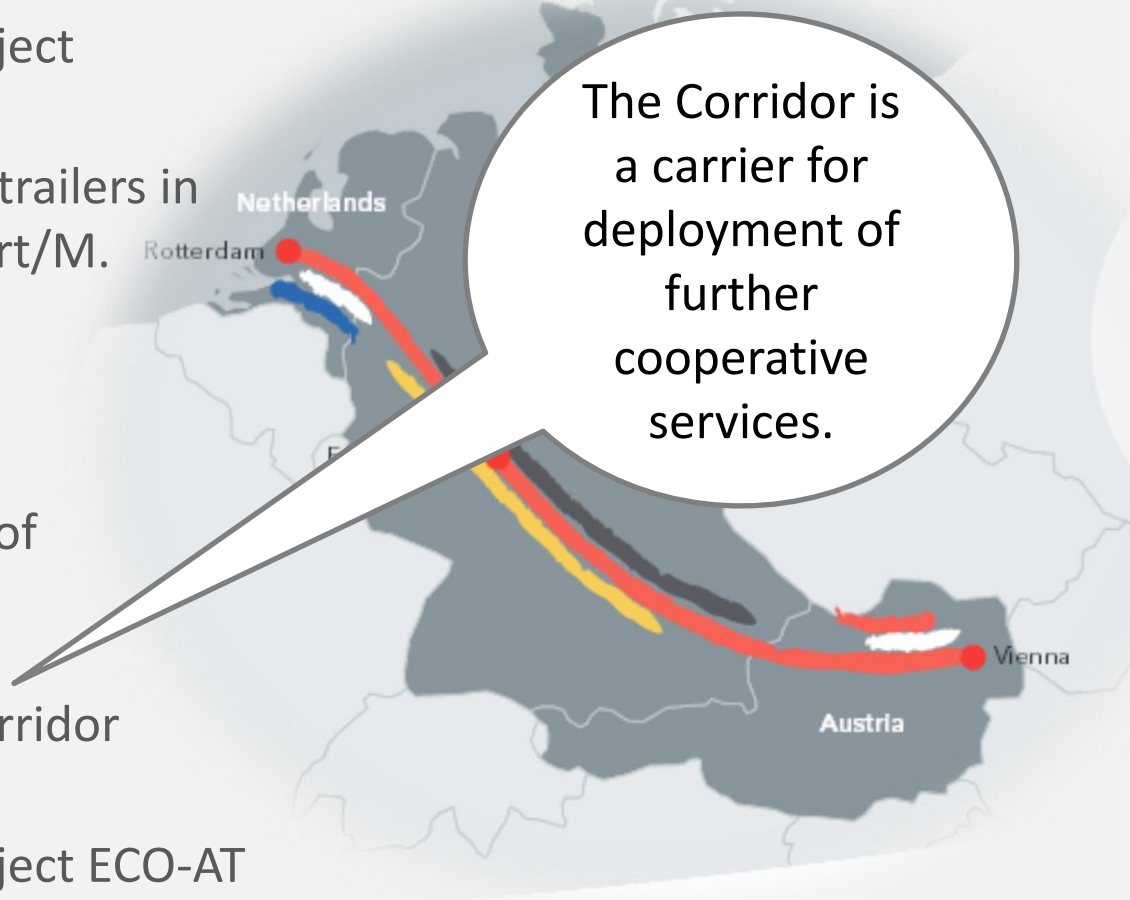 ject
trailers in
rt/M.
of
rridor
ject ECO-AT
Netherlands
Rotterdam
The Corridor is
a carrier for
deployment of
further
cooperative
services.
Vienna
Austria